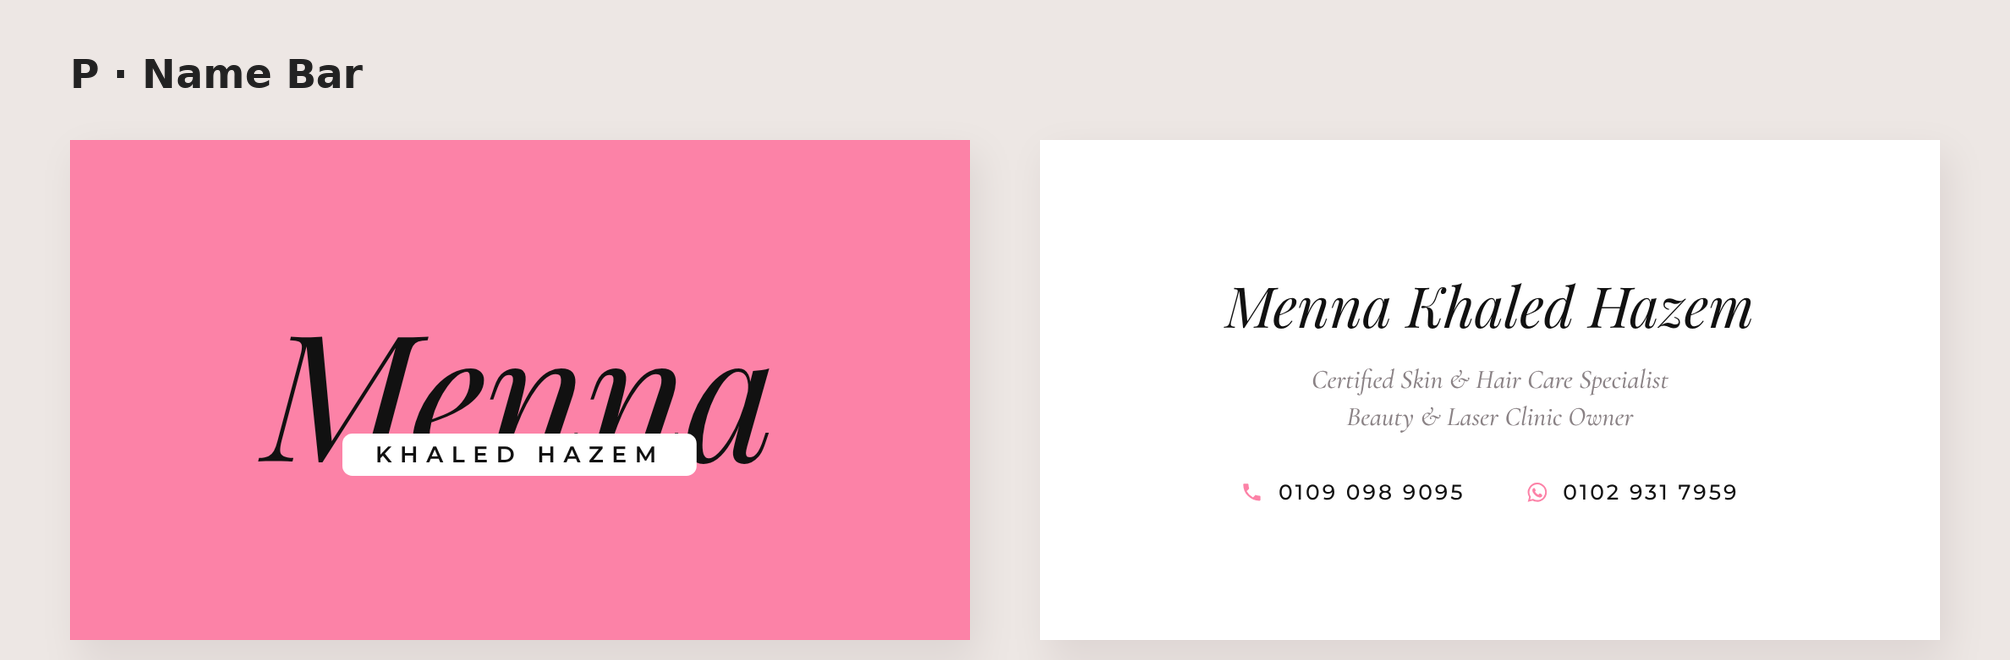 P · Name Bar
Menna
KHALED HAZEM
Menna Khaled Hazem
Certified Skin & Hair Care Specialist
Beauty & Laser Clinic Owner
0109 098 9095
0102 931 7959